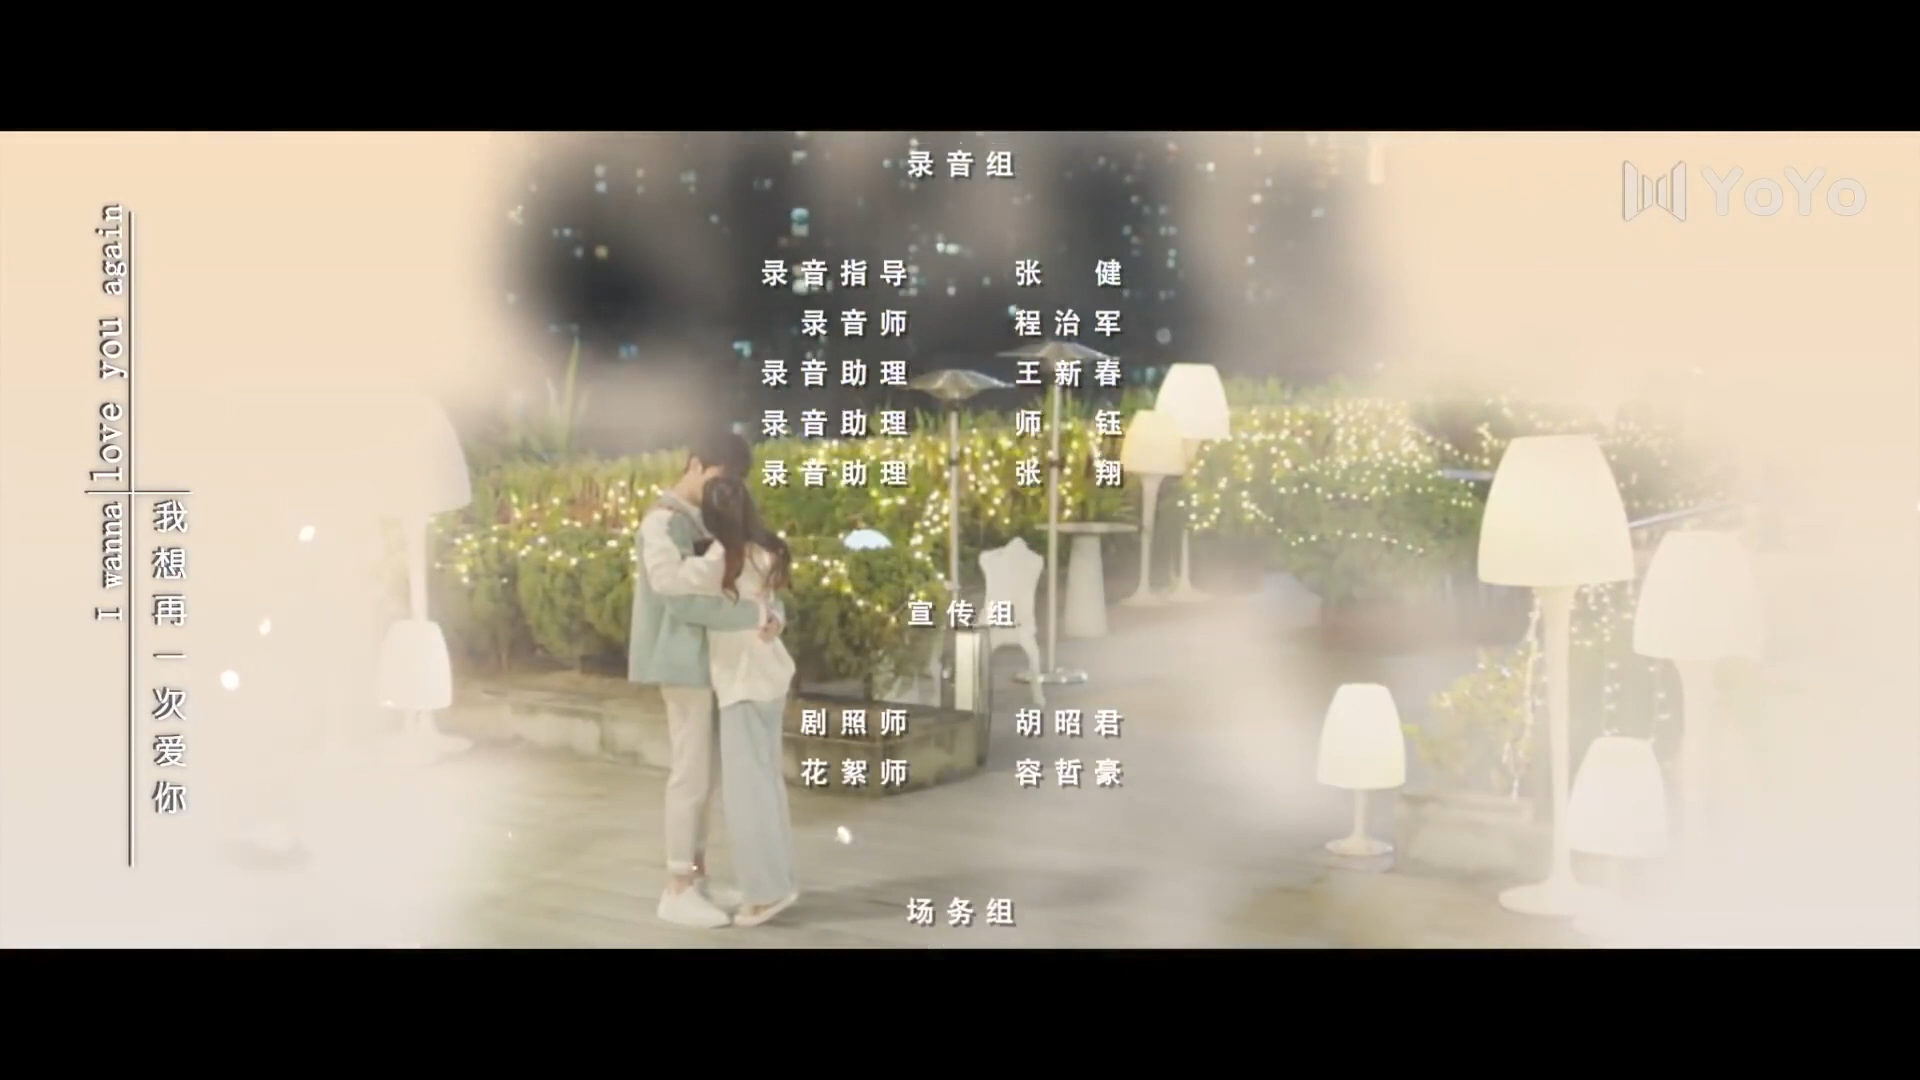 录音组
YoYo
录音指导 张健
录音师 程治军
录音助理 王新春
录音助理 师钰
录音助理 张翔
I wanna love you again
我想再一次爱你
宣传组
剧照师 胡昭君
花絮师 容哲豪
场务组